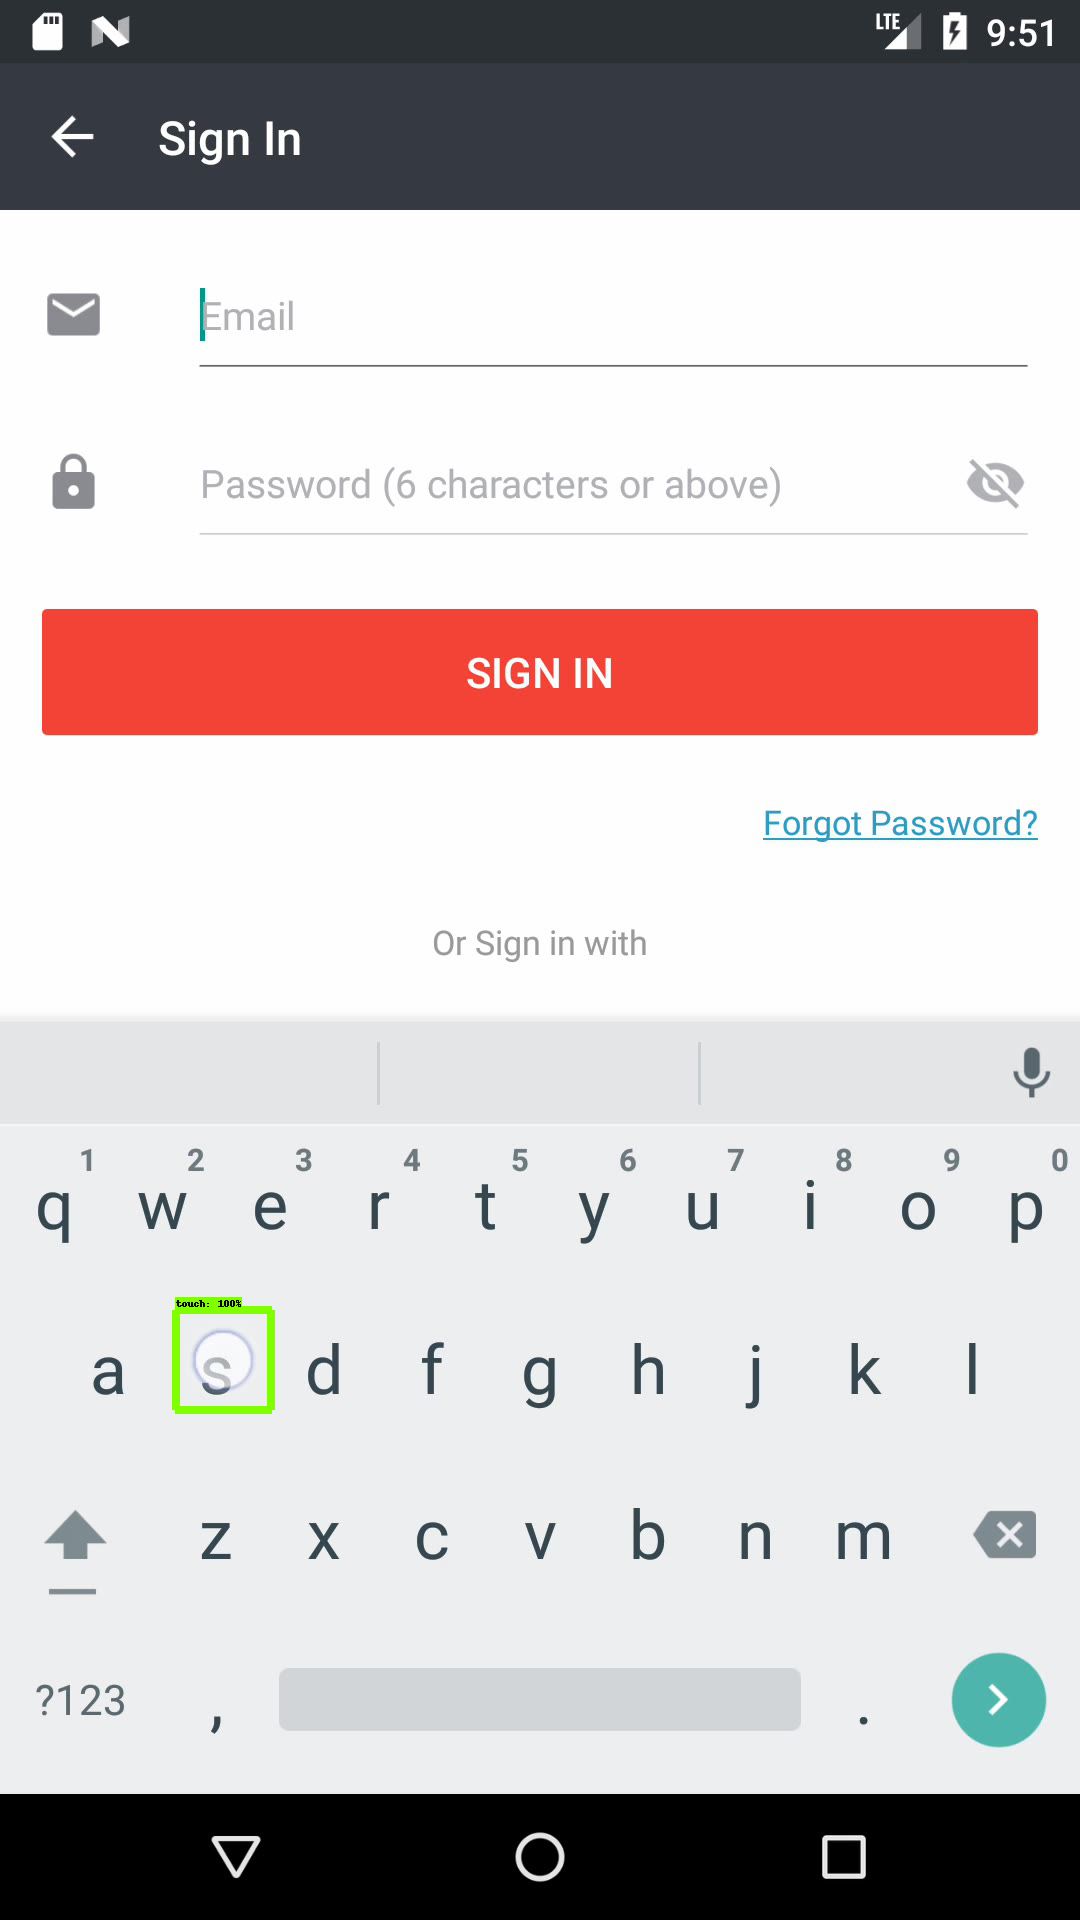 LTE 9:51
Sign In
Email
Password (6 characters or above)
SIGN IN
Forgot Password?
Or Sign in with
1 2 3 4 5 6 7 8 9 0
q w e r t y u i o p
touch: 100%
a s d f g h j k l
z x c v b n m
?123 , .